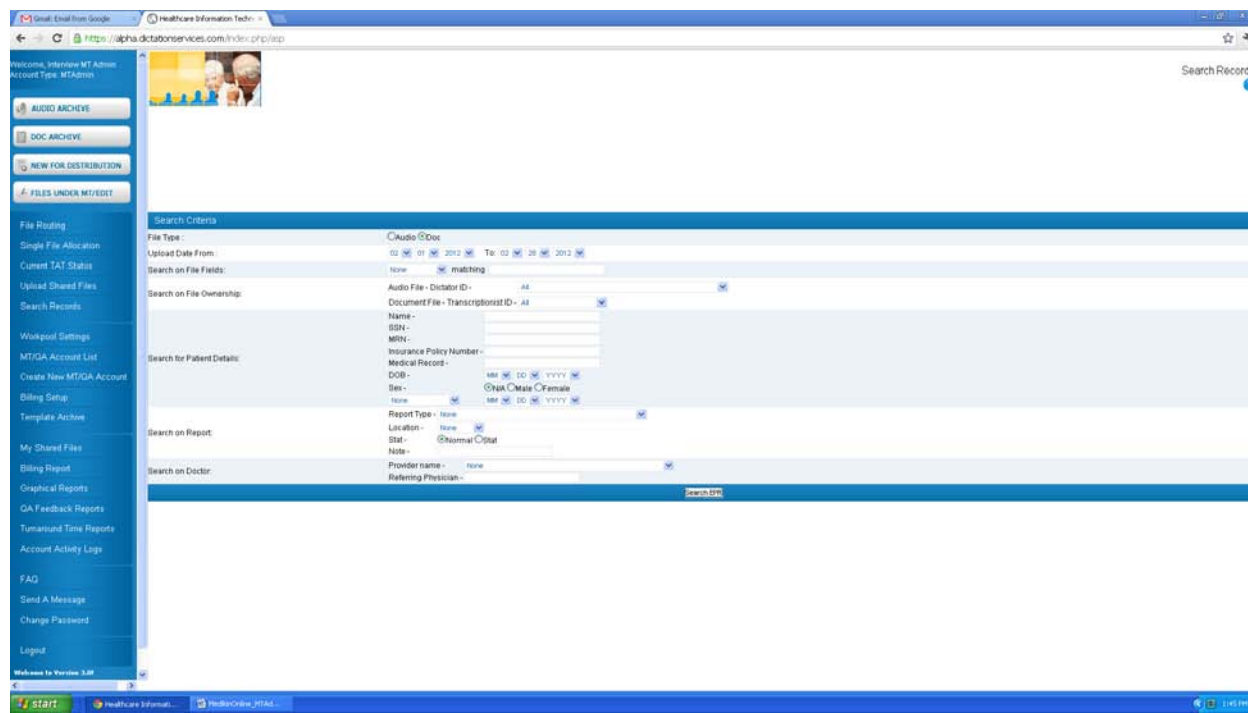 Gmail: Email from Google
Healthcare Information Techn
https://alpha.dictationservices.com/index.php/asp
Welcome, Interview MT Admin
Account Type: MTAdmin
Search Record
AUDIO ARCHIVE
DOC ARCHIVE
NEW FOR DISTRIBUTION
FILES UNDER MT/EDIT
File Routing
Single File Allocation
Current TAT Status
Upload Shared Files
Search Records
Workpool Settings
MT/QA Account List
Create New MT/QA Account
Billing Setup
Template Archive
My Shared Files
Billing Report
Graphical Reports
QA Feedback Reports
Turnaround Time Reports
Account Activity Logs
FAQ
Send A Message
Change Password
Logout
Welcome to Version 3.0!
Search Criteria
File Type : Audio Doc
Upload Date From : 02 01 2012 To: 02 28 2012
Search on File Fields: None matching
Search on File Ownership:
Audio File - Dictator ID - All
Document File - Transcriptionist ID - All
Search for Patient Details:
Name -
SSN -
MRN -
Insurance Policy Number -
Medical Record -
DOB - MM DD YYYY
Sex - N/A Male Female
None MM DD YYYY
Search on Report:
Report Type - None
Location - None
Stat - Normal Stat
Note -
Search on Doctor:
Provider name - None
Referring Physician -
Search EPR
start
Healthcare Informati...
MedionOnline_MTAd...
1:45 PM